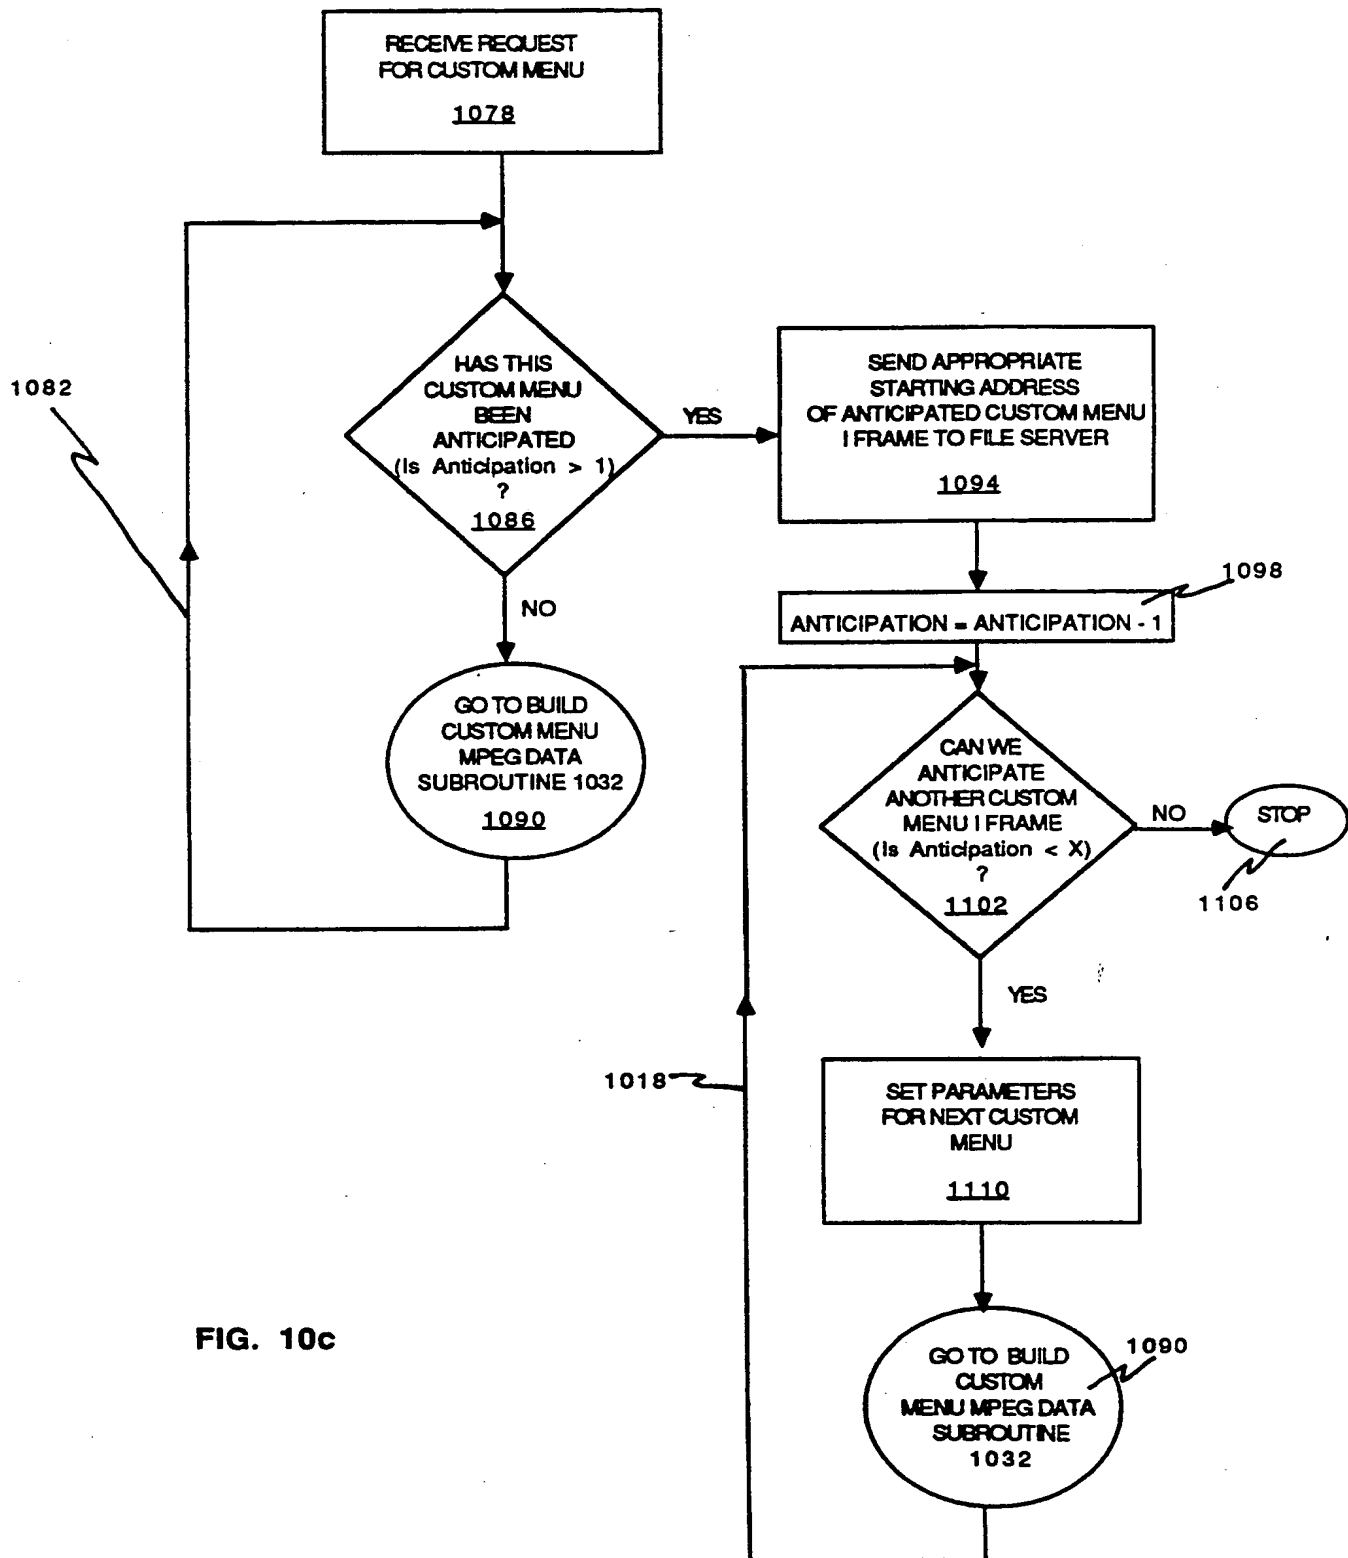 RECEIVE REQUEST
FOR CUSTOM MENU
1078
1082
HAS THIS
CUSTOM MENU
BEEN
ANTICIPATED
(Is Anticipation > 1)
?
1086
YES
NO
SEND APPROPRIATE
STARTING ADDRESS
OF ANTICIPATED CUSTOM MENU
I FRAME TO FILE SERVER
1094
1098
ANTICIPATION = ANTICIPATION - 1
GO TO BUILD
CUSTOM MENU
MPEG DATA
SUBROUTINE 1032
1090
CAN WE
ANTICIPATE
ANOTHER CUSTOM
MENU I FRAME
(Is Anticipation < X)
?
1102
NO
STOP
1106
YES
1018
SET PARAMETERS
FOR NEXT CUSTOM
MENU
1110
FIG. 10c
1090
GO TO BUILD
CUSTOM
MENU MPEG DATA
SUBROUTINE
1032